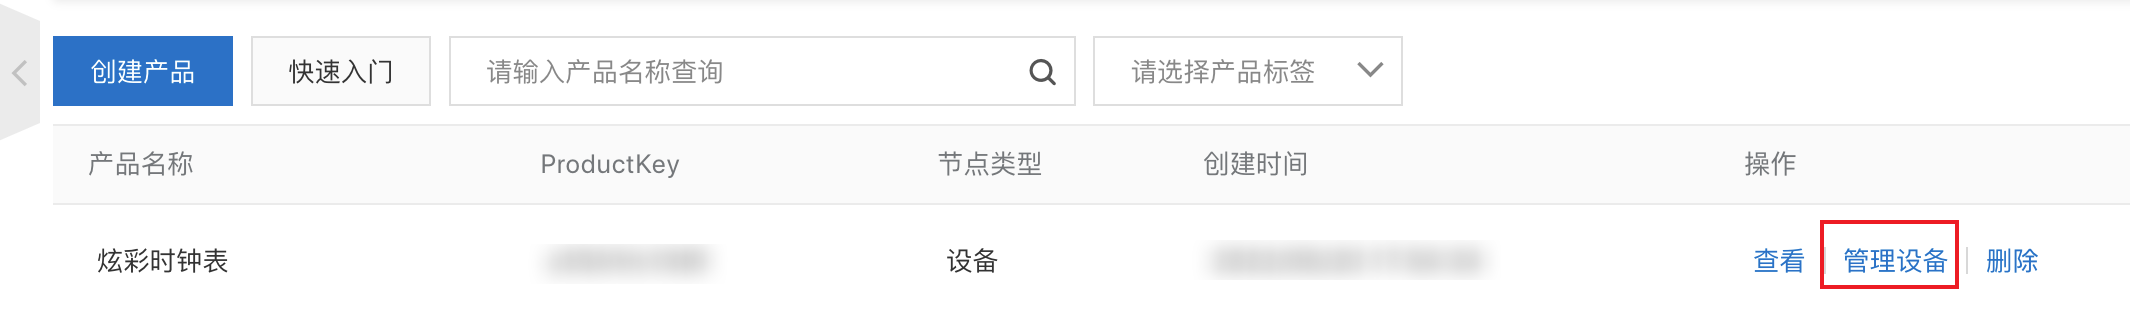 创建产品 快速入门 请输入产品名称查询 请选择产品标签
产品名称 ProductKey 节点类型 创建时间 操作
炫彩时钟表 设备 查看 管理设备 删除